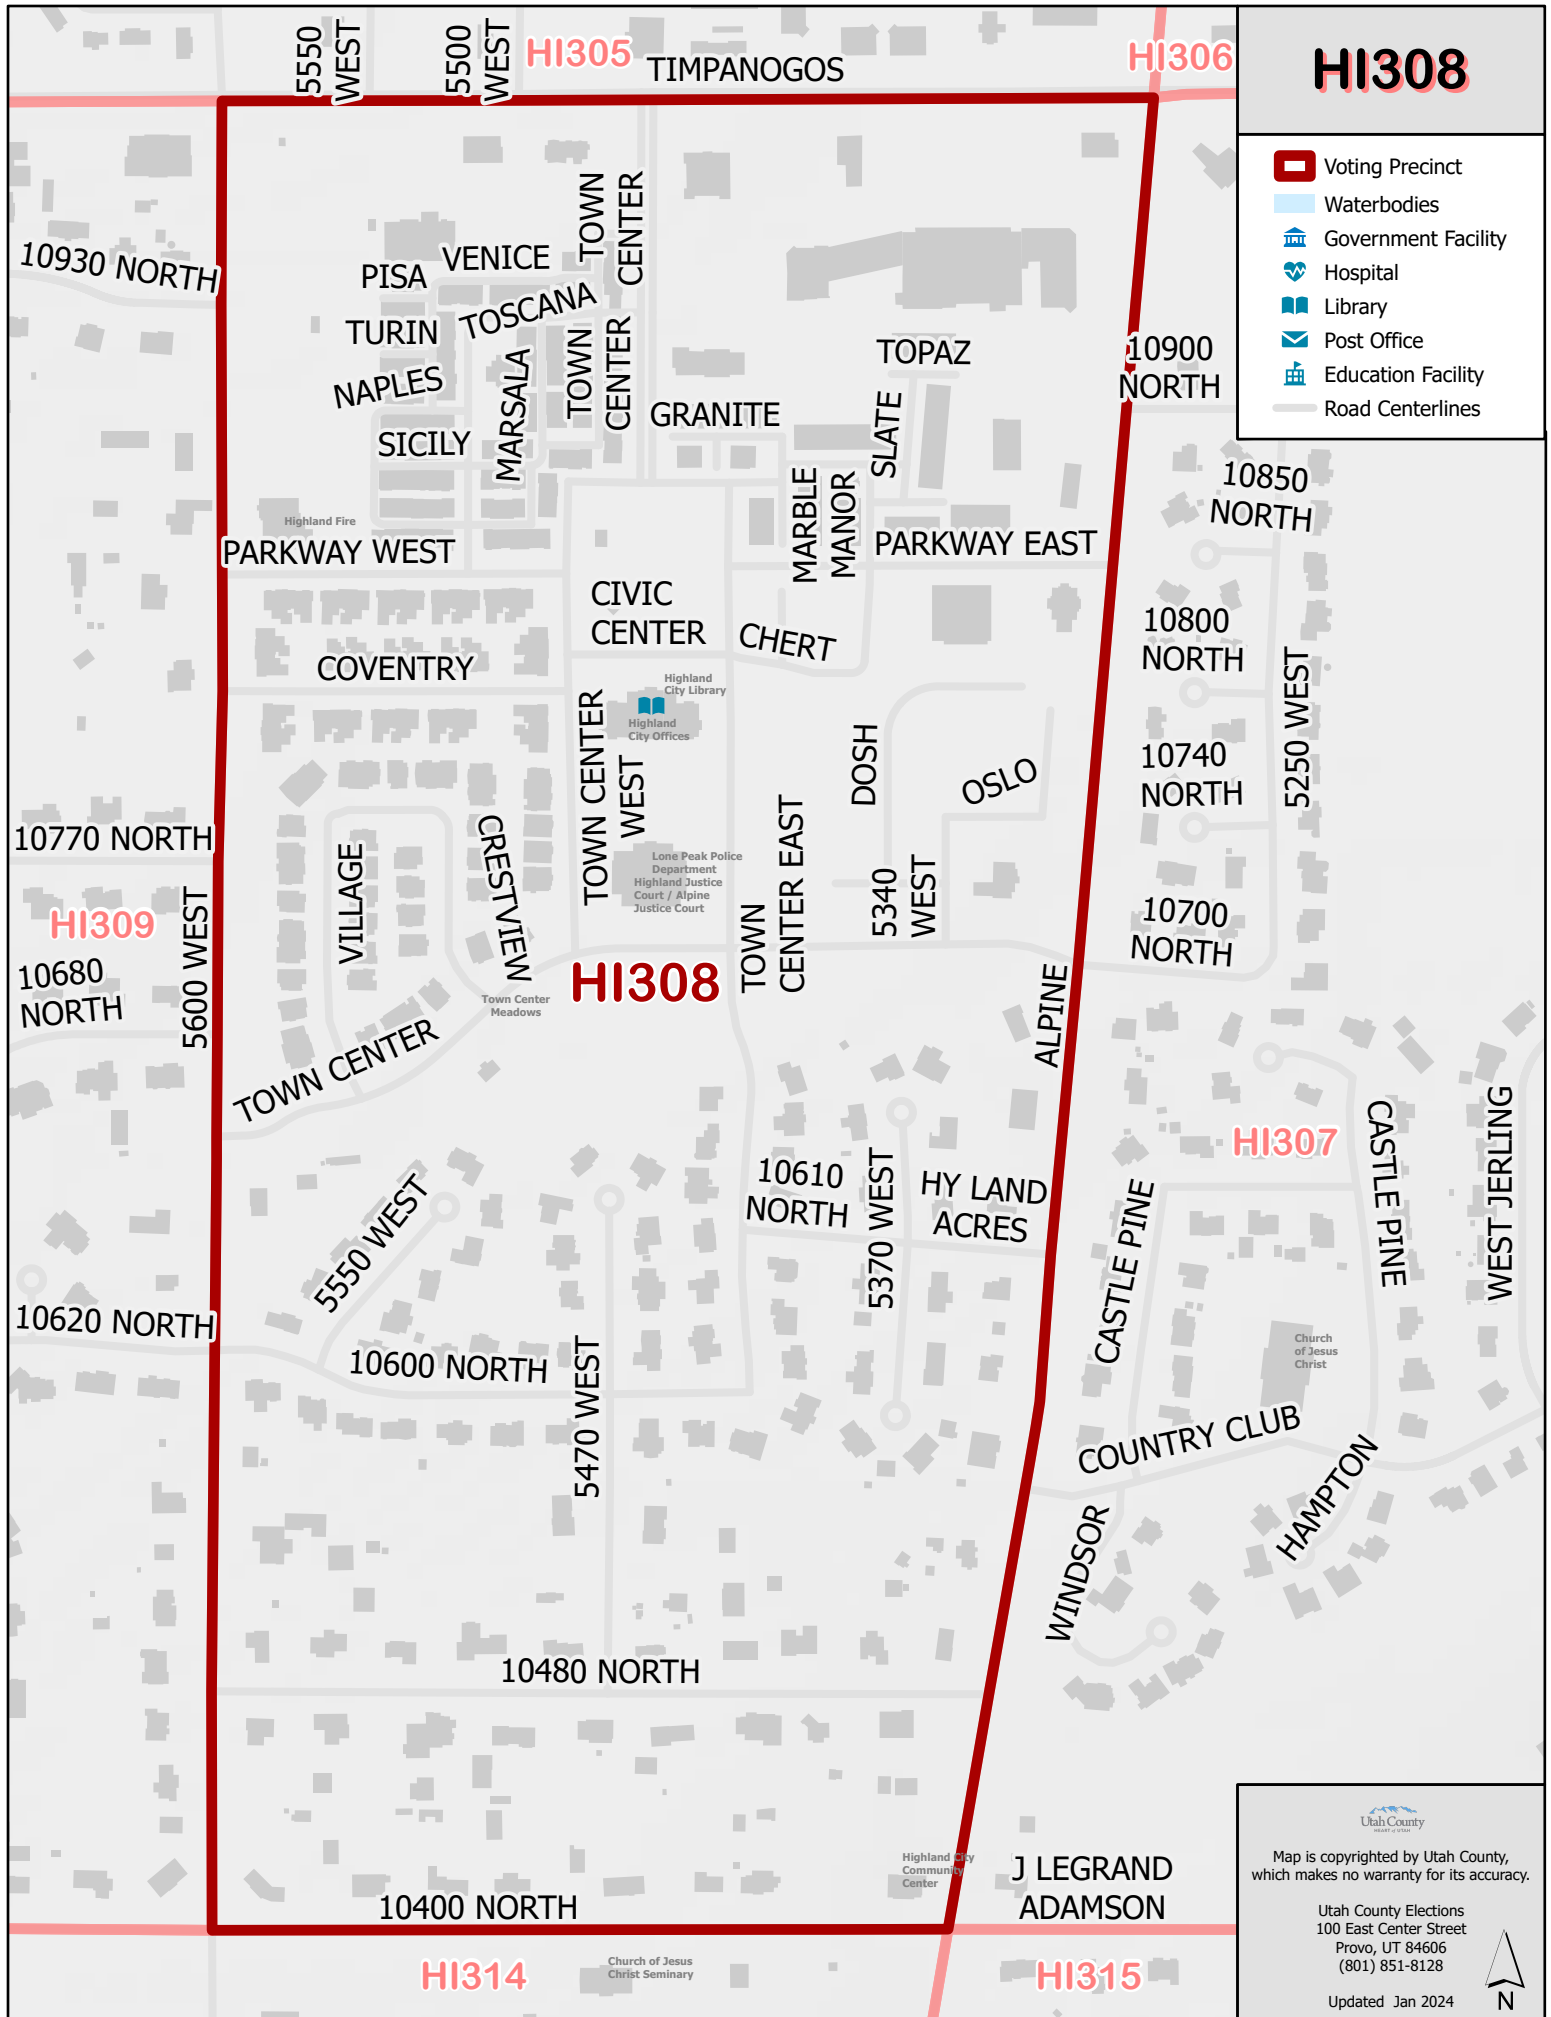 5550
WEST
5500
WEST
HI305
TIMPANOGOS
HI306
HI308
Voting Precinct
Waterbodies
Government Facility
Hospital
Library
Post Office
Education Facility
Road Centerlines
10930 NORTH
PISA
VENICE
TOWN
CENTER
TURIN
TOSCANA
NAPLES
MARSALA
TOWN
CENTER
SICILY
GRANITE
TOPAZ
SLATE
10900
NORTH
10850
NORTH
Highland Fire
PARKWAY WEST
MARBLE
MANOR
PARKWAY EAST
CIVIC
CENTER
CHERT
10800
NORTH
COVENTRY
Highland
City Library
Highland
City Offices
TOWN CENTER
WEST
DOSH
OSLO
10740
NORTH
5250 WEST
10770 NORTH
VILLAGE
CRESTVIEW
Lone Peak Police
Department
Highland Justice
Court / Alpine
Justice Court
TOWN
CENTER EAST
5340
WEST
10700
NORTH
HI309
5600 WEST
10680
NORTH
HI308
Town Center
Meadows
TOWN CENTER
ALPINE
HI307
CASTLE PINE
WEST JERLING
5550 WEST
10610
NORTH
5370 WEST
HY LAND
ACRES
CASTLE PINE
10620 NORTH
10600 NORTH
5470 WEST
Church
of Jesus
Christ
COUNTRY CLUB
HAMPTON
WINDSOR
10480 NORTH
Highland City
Community
Center
J LEGRAND
ADAMSON
10400 NORTH
HI314
Church of Jesus
Christ Seminary
HI315
Utah County
HEART of UTAH
Map is copyrighted by Utah County,
which makes no warranty for its accuracy.
Utah County Elections
100 East Center Street
Provo, UT 84606
(801) 851-8128
Updated Jan 2024
N